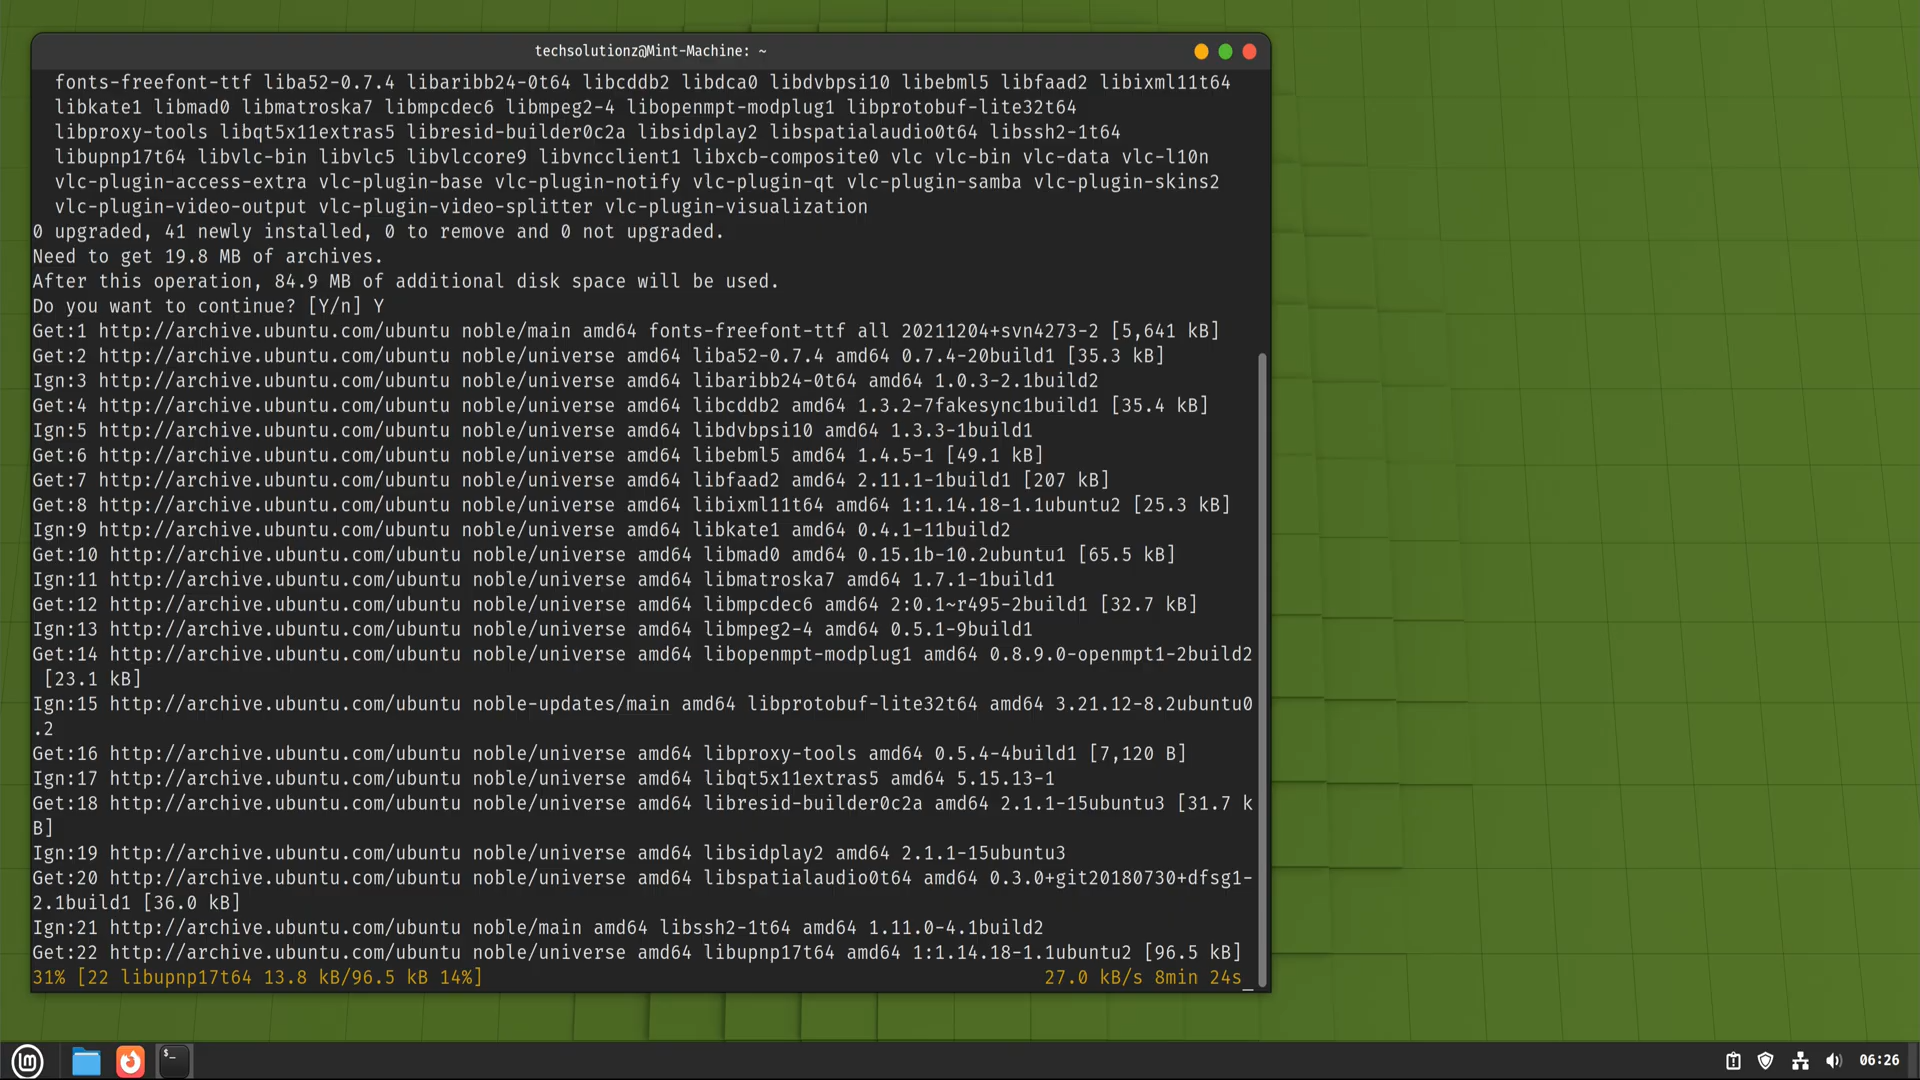 techsolutionz@Mint-Machine: ~
fonts-freefont-ttf liba52-0.7.4 libaribb24-0t64 libcddb2 libdca0 libdvbpsi10 libebml5 libfaad2 libixml11t64
libkate1 libmad0 libmatroska7 libmpcdec6 libmpeg2-4 libopenmpt-modplug1 libprotobuf-lite32t64
libproxy-tools libqt5x11extras5 libresid-builder0c2a libsidplay2 libspatialaudio0t64 libssh2-1t64
libupnp17t64 libvlc-bin libvlc5 libvlccore9 libvncclient1 libxcb-composite0 vlc vlc-bin vlc-data vlc-l10n
vlc-plugin-access-extra vlc-plugin-base vlc-plugin-notify vlc-plugin-qt vlc-plugin-samba vlc-plugin-skins2
vlc-plugin-video-output vlc-plugin-video-splitter vlc-plugin-visualization
0 upgraded, 41 newly installed, 0 to remove and 0 not upgraded.
Need to get 19.8 MB of archives.
After this operation, 84.9 MB of additional disk space will be used.
Do you want to continue? [Y/n] Y
Get:1 http://archive.ubuntu.com/ubuntu noble/main amd64 fonts-freefont-ttf all 20211204+svn4273-2 [5,641 kB]
Get:2 http://archive.ubuntu.com/ubuntu noble/universe amd64 liba52-0.7.4 amd64 0.7.4-20build1 [35.3 kB]
Ign:3 http://archive.ubuntu.com/ubuntu noble/universe amd64 libaribb24-0t64 amd64 1.0.3-2.1build2
Get:4 http://archive.ubuntu.com/ubuntu noble/universe amd64 libcddb2 amd64 1.3.2-7fakesync1build1 [35.4 kB]
Ign:5 http://archive.ubuntu.com/ubuntu noble/universe amd64 libdvbpsi10 amd64 1.3.3-1build1
Get:6 http://archive.ubuntu.com/ubuntu noble/universe amd64 libebml5 amd64 1.4.5-1 [49.1 kB]
Get:7 http://archive.ubuntu.com/ubuntu noble/universe amd64 libfaad2 amd64 2.11.1-1build1 [207 kB]
Get:8 http://archive.ubuntu.com/ubuntu noble/universe amd64 libixml11t64 amd64 1:1.14.18-1.1ubuntu2 [25.3 kB]
Ign:9 http://archive.ubuntu.com/ubuntu noble/universe amd64 libkate1 amd64 0.4.1-11build2
Get:10 http://archive.ubuntu.com/ubuntu noble/universe amd64 libmad0 amd64 0.15.1b-10.2ubuntu1 [65.5 kB]
Ign:11 http://archive.ubuntu.com/ubuntu noble/universe amd64 libmatroska7 amd64 1.7.1-1build1
Get:12 http://archive.ubuntu.com/ubuntu noble/universe amd64 libmpcdec6 amd64 2:0.1~r495-2build1 [32.7 kB]
Ign:13 http://archive.ubuntu.com/ubuntu noble/universe amd64 libmpeg2-4 amd64 0.5.1-9build1
Get:14 http://archive.ubuntu.com/ubuntu noble/universe amd64 libopenmpt-modplug1 amd64 0.8.9.0-openmpt1-2build2
[23.1 kB]
Ign:15 http://archive.ubuntu.com/ubuntu noble-updates/main amd64 libprotobuf-lite32t64 amd64 3.21.12-8.2ubuntu0
.2
Get:16 http://archive.ubuntu.com/ubuntu noble/universe amd64 libproxy-tools amd64 0.5.4-4build1 [7,120 B]
Ign:17 http://archive.ubuntu.com/ubuntu noble/universe amd64 libqt5x11extras5 amd64 5.15.13-1
Get:18 http://archive.ubuntu.com/ubuntu noble/universe amd64 libresid-builder0c2a amd64 2.1.1-15ubuntu3 [31.7 k
B]
Ign:19 http://archive.ubuntu.com/ubuntu noble/universe amd64 libsidplay2 amd64 2.1.1-15ubuntu3
Get:20 http://archive.ubuntu.com/ubuntu noble/universe amd64 libspatialaudio0t64 amd64 0.3.0+git20180730+dfsg1-
2.1build1 [36.0 kB]
Ign:21 http://archive.ubuntu.com/ubuntu noble/main amd64 libssh2-1t64 amd64 1.11.0-4.1build2
Get:22 http://archive.ubuntu.com/ubuntu noble/universe amd64 libupnp17t64 amd64 1:1.14.18-1.1ubuntu2 [96.5 kB]
31% [22 libupnp17t64 13.8 kB/96.5 kB 14%] 27.0 kB/s 8min 24s_
$_
06:26